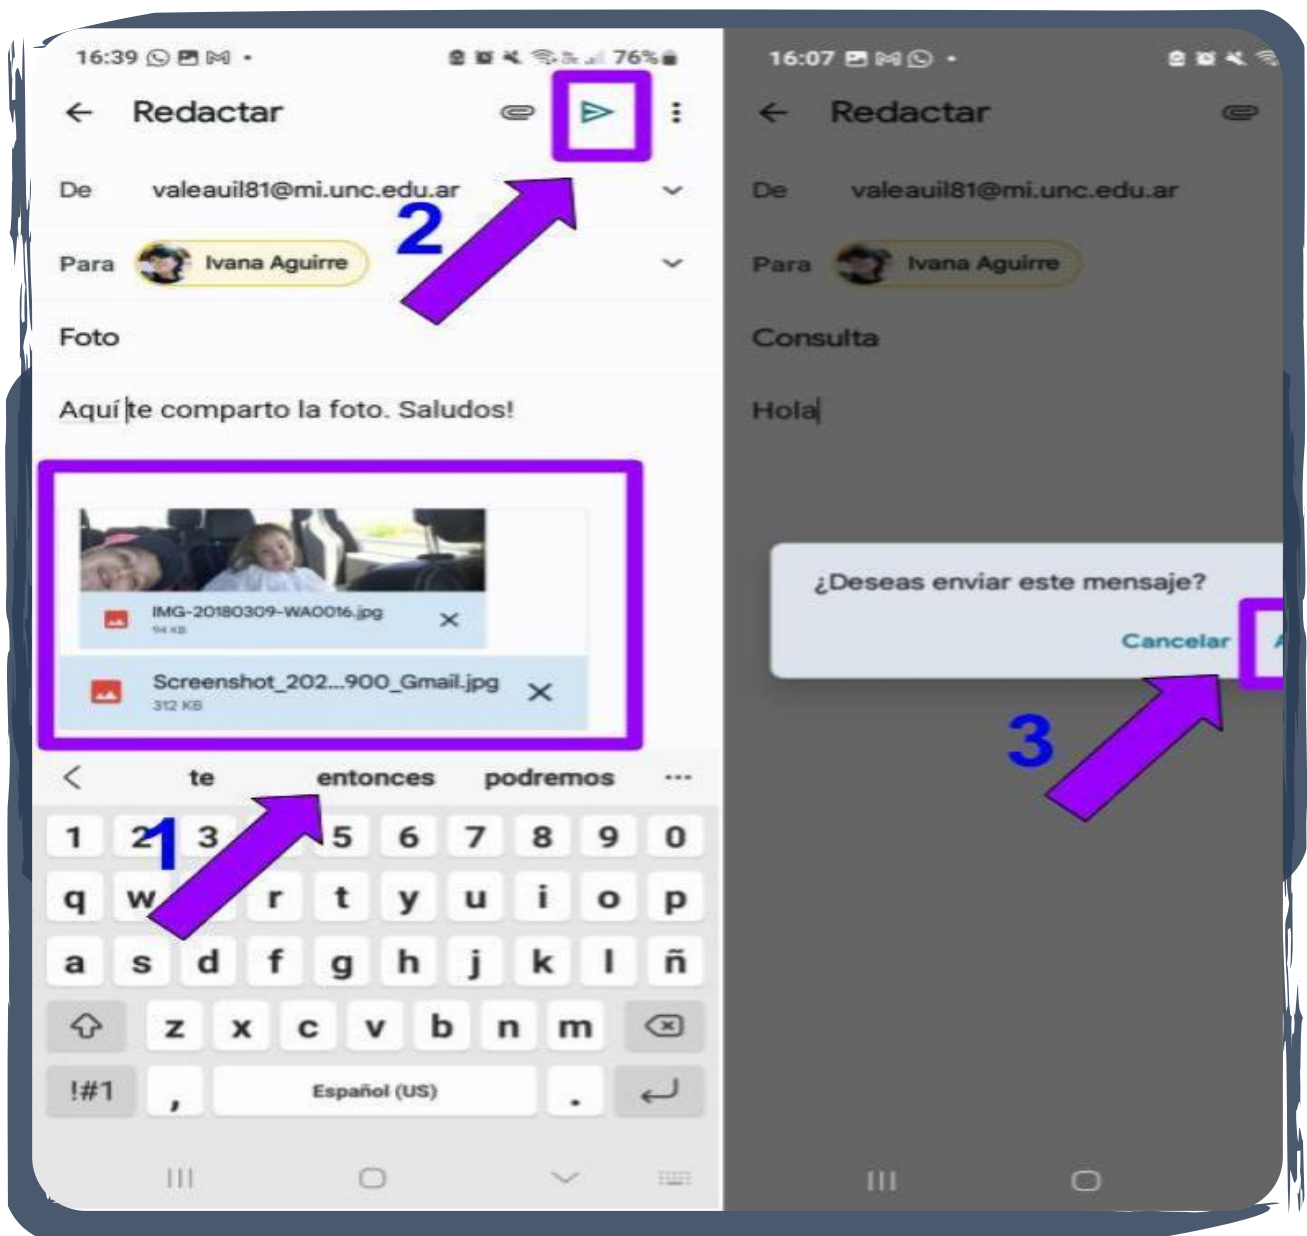 16:39
76%
Redactar
De valeauil81@mi.unc.edu.ar
2
Para Ivana Aguirre
Foto
Aquí te comparto la foto. Saludos!
IMG-20180309-WA0016.jpg
94 KB
Screenshot_202...900_Gmail.jpg
312 KB
te entonces podremos ...
1
1 2 3 5 6 7 8 9 0
q w r t y u i o p
a s d f g h j k l ñ
z x c v b n m
!#1 , Español (US) .
16:07
Redactar
De valeauil81@mi.unc.edu.ar
Para Ivana Aguirre
Consulta
Hola
¿Deseas enviar este mensaje?
Cancelar
3